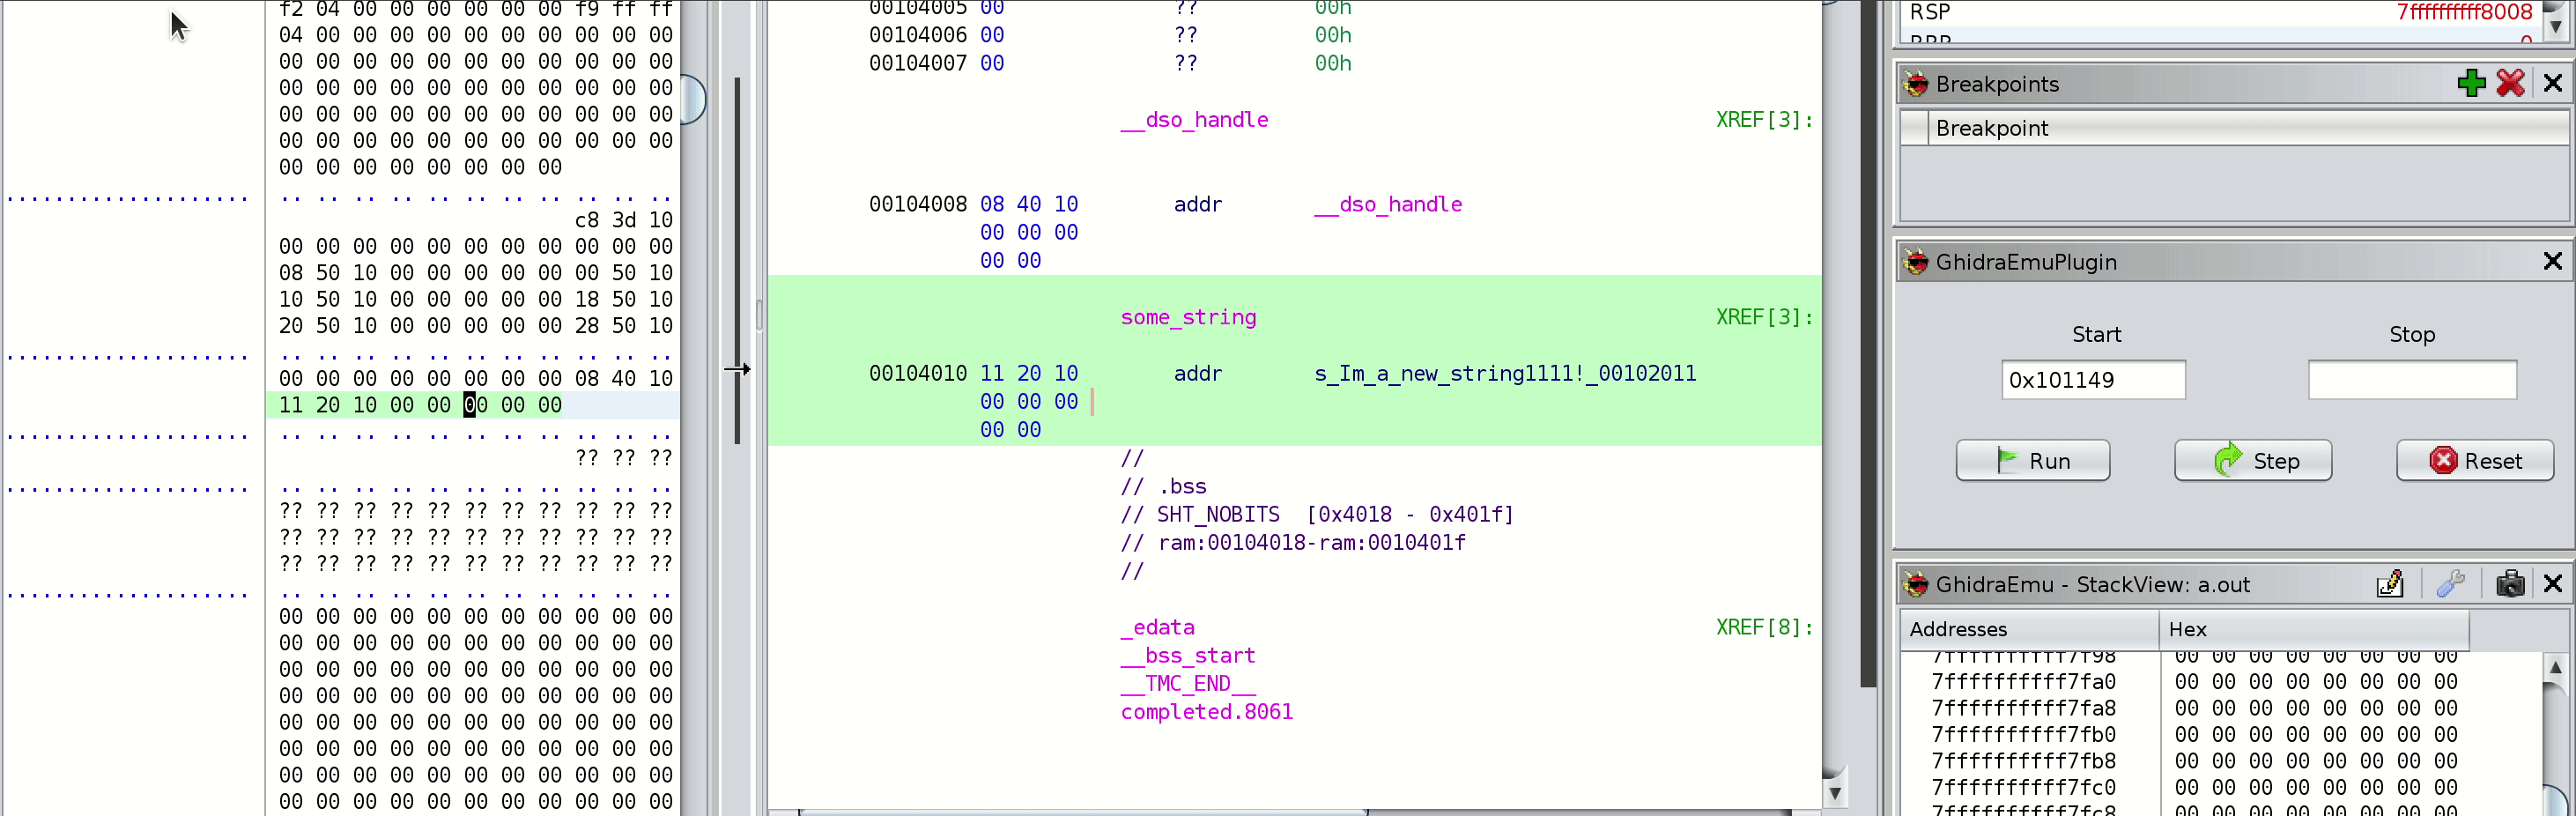 f2 04 00 00 00 00 00 00 f9 ff ff
04 00 00 00 00 00 00 00 00 00 00
00 00 00 00 00 00 00 00 00 00 00
00 00 00 00 00 00 00 00 00 00 00
00 00 00 00 00 00 00 00 00 00 00
00 00 00 00 00 00 00 00 00 00 00
00 00 00 00 00 00 00 00
.................... .. .. .. .. .. .. .. .. .. .. ..
c8 3d 10
00 00 00 00 00 00 00 00 00 00 00
08 50 10 00 00 00 00 00 00 50 10
10 50 10 00 00 00 00 00 18 50 10
20 50 10 00 00 00 00 00 28 50 10
.................... .. .. .. .. .. .. .. .. .. .. ..
00 00 00 00 00 00 00 00 08 40 10
11 20 10 00 00 00 00 00
.................... .. .. .. .. .. .. .. .. .. .. ..
?? ?? ??
.................... .. .. .. .. .. .. .. .. .. .. ..
?? ?? ?? ?? ?? ?? ?? ?? ?? ?? ??
?? ?? ?? ?? ?? ?? ?? ?? ?? ?? ??
?? ?? ?? ?? ?? ?? ?? ?? ?? ?? ??
.................... .. .. .. .. .. .. .. .. .. .. ..
00 00 00 00 00 00 00 00 00 00 00
00 00 00 00 00 00 00 00 00 00 00
00 00 00 00 00 00 00 00 00 00 00
00 00 00 00 00 00 00 00 00 00 00
00 00 00 00 00 00 00 00 00 00 00
00 00 00 00 00 00 00 00 00 00 00
00 00 00 00 00 00 00 00 00 00 00
00 00 00 00 00 00 00 00 00 00 00
00104005 00 ?? 00h
00104006 00 ?? 00h
00104007 00 ?? 00h
__dso_handle XREF[3]:
00104008 08 40 10 addr __dso_handle
00 00 00
00 00
some_string XREF[3]:
00104010 11 20 10 addr s_Im_a_new_string1111!_00102011
00 00 00
00 00
//
// .bss
// SHT_NOBITS [0x4018 - 0x401f]
// ram:00104018-ram:0010401f
//
_edata XREF[8]:
__bss_start
__TMC_END__
completed.8061
RSP 7ffffffffff8008
RBP 0
Breakpoints
Breakpoint
GhidraEmuPlugin
Start Stop
0x101149
Run Step Reset
GhidraEmu - StackView: a.out
Addresses Hex
7ffffffffff7f98 00 00 00 00 00 00 00 00
7ffffffffff7fa0 00 00 00 00 00 00 00 00
7ffffffffff7fa8 00 00 00 00 00 00 00 00
7ffffffffff7fb0 00 00 00 00 00 00 00 00
7ffffffffff7fb8 00 00 00 00 00 00 00 00
7ffffffffff7fc0 00 00 00 00 00 00 00 00
7ffffffffff7fc8 00 00 00 00 00 00 00 00